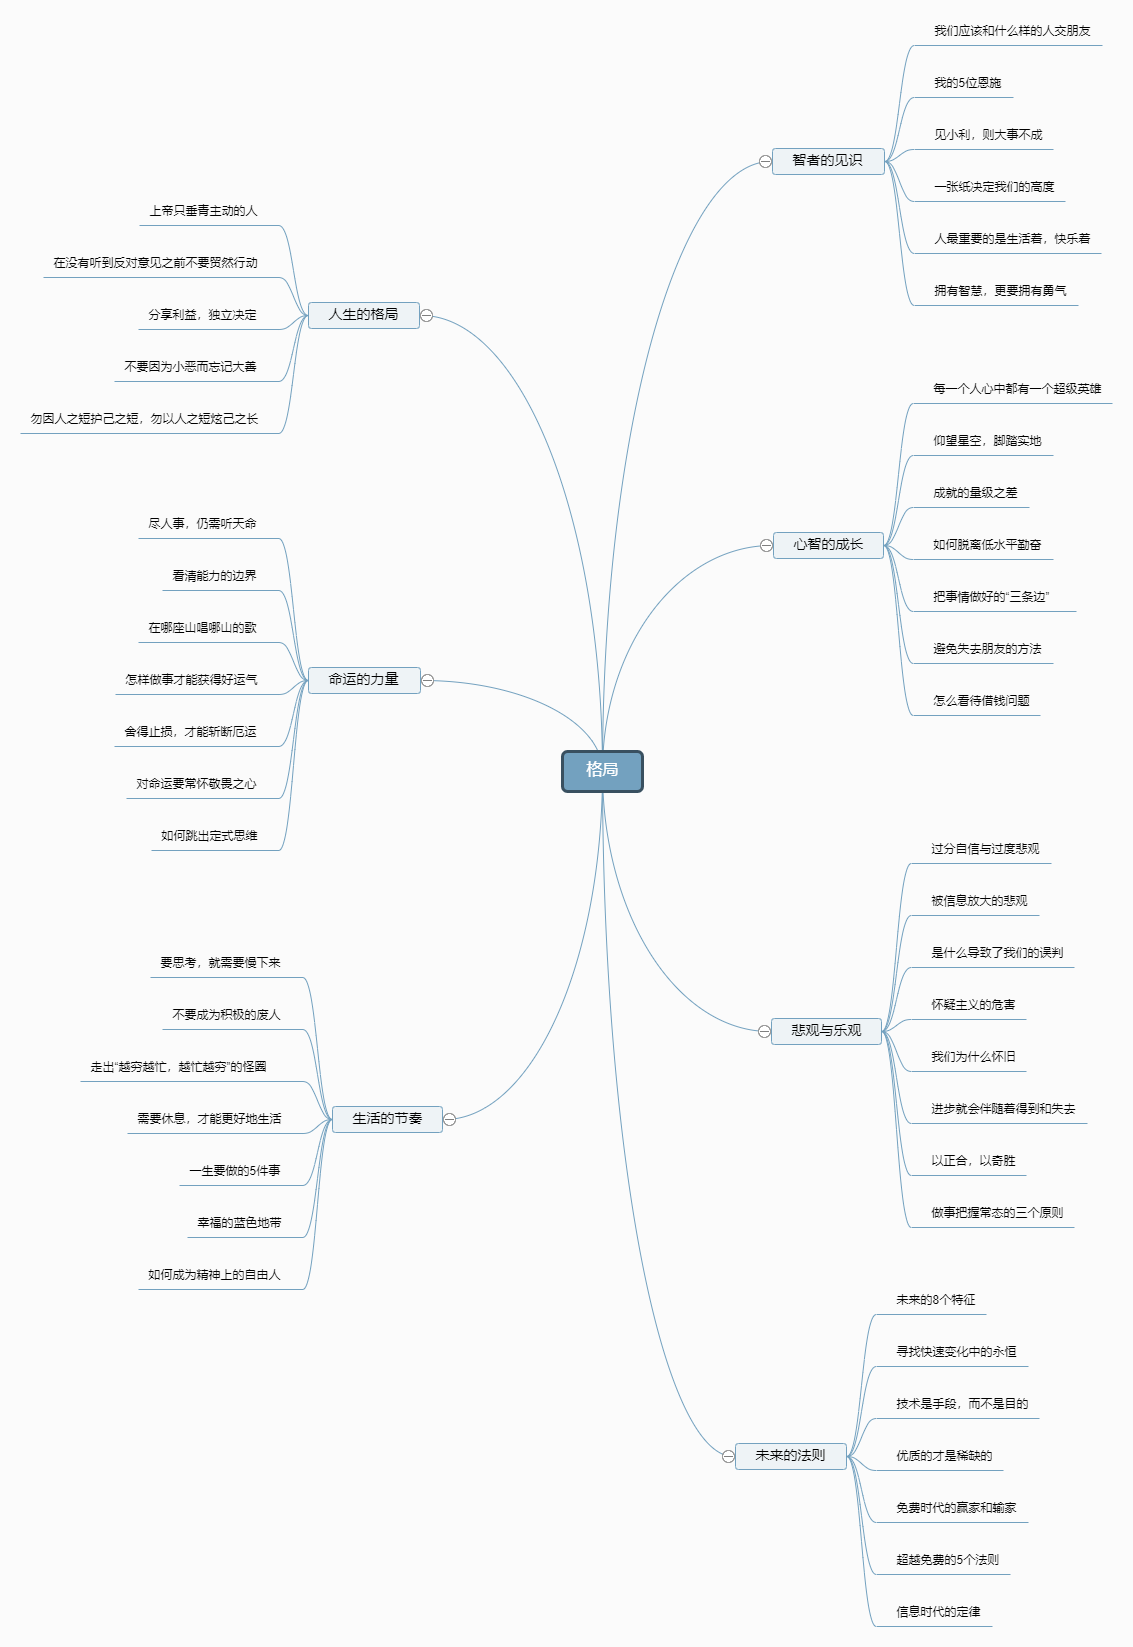 格局
智者的见识
我们应该和什么样的人交朋友
我的5位恩施
见小利，则大事不成
一张纸决定我们的高度
人最重要的是生活着，快乐着
拥有智慧，更要拥有勇气
心智的成长
每一个人心中都有一个超级英雄
仰望星空，脚踏实地
成就的量级之差
如何脱离低水平勤奋
把事情做好的“三条边”
避免失去朋友的方法
怎么看待借钱问题
悲观与乐观
过分自信与过度悲观
被信息放大的悲观
是什么导致了我们的误判
怀疑主义的危害
我们为什么怀旧
进步就会伴随着得到和失去
以正合，以奇胜
做事把握常态的三个原则
未来的法则
未来的8个特征
寻找快速变化中的永恒
技术是手段，而不是目的
优质的才是稀缺的
免费时代的赢家和输家
超越免费的5个法则
信息时代的定律
人生的格局
上帝只垂青主动的人
在没有听到反对意见之前不要贸然行动
分享利益，独立决定
不要因为小恶而忘记大善
勿因人之短护己之短，勿以人之短炫己之长
命运的力量
尽人事，仍需听天命
看清能力的边界
在哪座山唱哪山的歌
怎样做事才能获得好运气
舍得止损，才能斩断厄运
对命运要常怀敬畏之心
如何跳出定式思维
生活的节奏
要思考，就需要慢下来
不要成为积极的废人
走出“越穷越忙，越忙越穷”的怪圈
需要休息，才能更好地生活
一生要做的5件事
幸福的蓝色地带
如何成为精神上的自由人